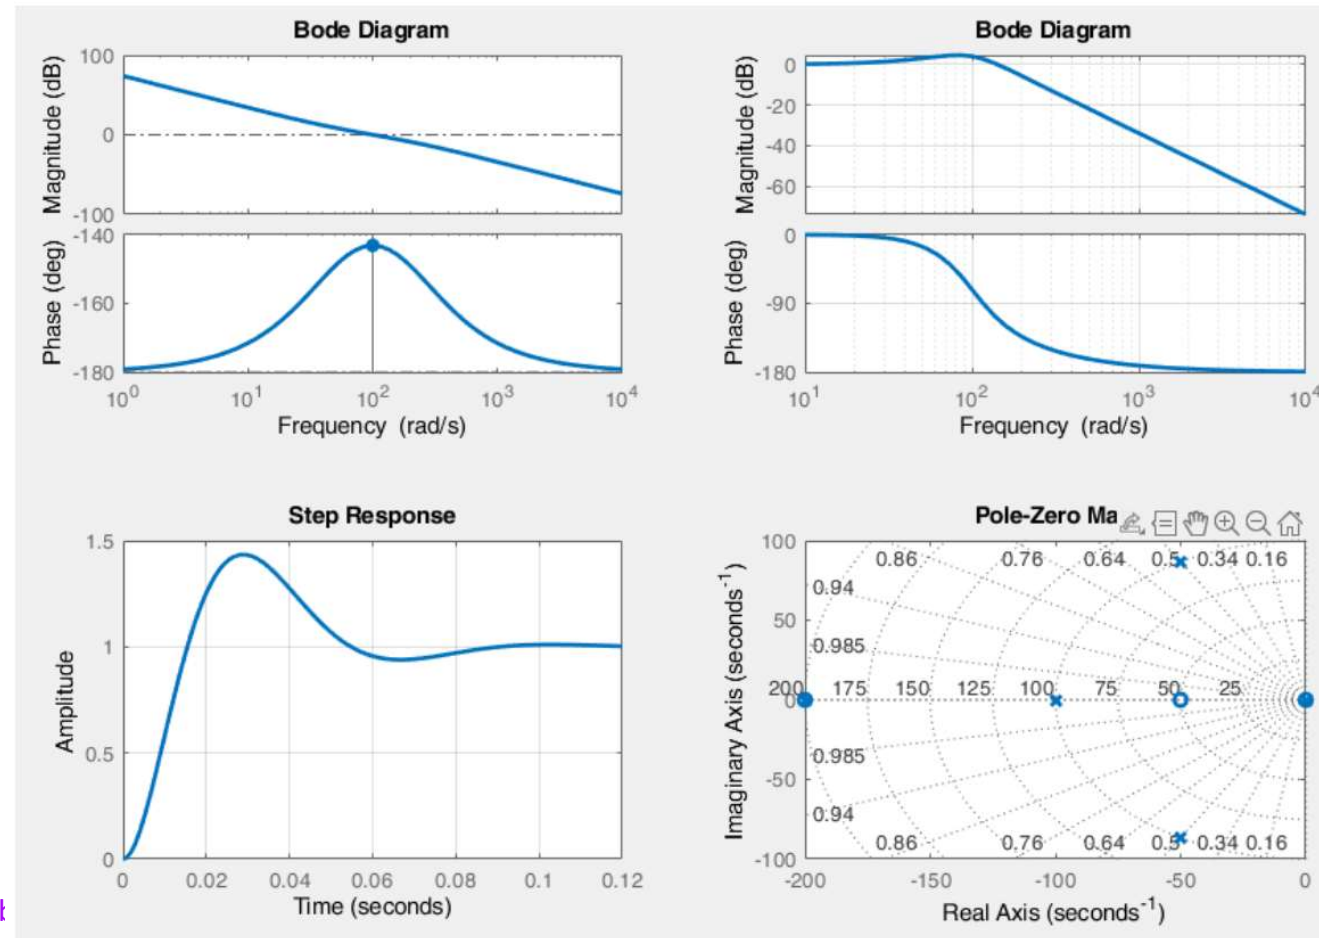 Bode Diagram
Magnitude (dB)
100
0
-100
Phase (deg)
-140
-160
-180
10^0 10^1 10^2 10^3 10^4
Frequency (rad/s)
Bode Diagram
Magnitude (dB)
0
-20
-40
-60
Phase (deg)
0
-90
-180
10^1 10^2 10^3 10^4
Frequency (rad/s)
Step Response
Amplitude
1.5
1
0.5
0
0 0.02 0.04 0.06 0.08 0.1 0.12
Time (seconds)
Pole-Zero Ma
Imaginary Axis (seconds^-1)
100
50
0
-50
-100
0.86 0.76 0.64 0.5 0.34 0.16
0.94
0.985
200 175 150 125 100 75 50 25
0.985
0.94
0.86 0.76 0.64 0.5 0.34 0.16
-200 -150 -100 -50 0
Real Axis (seconds^-1)